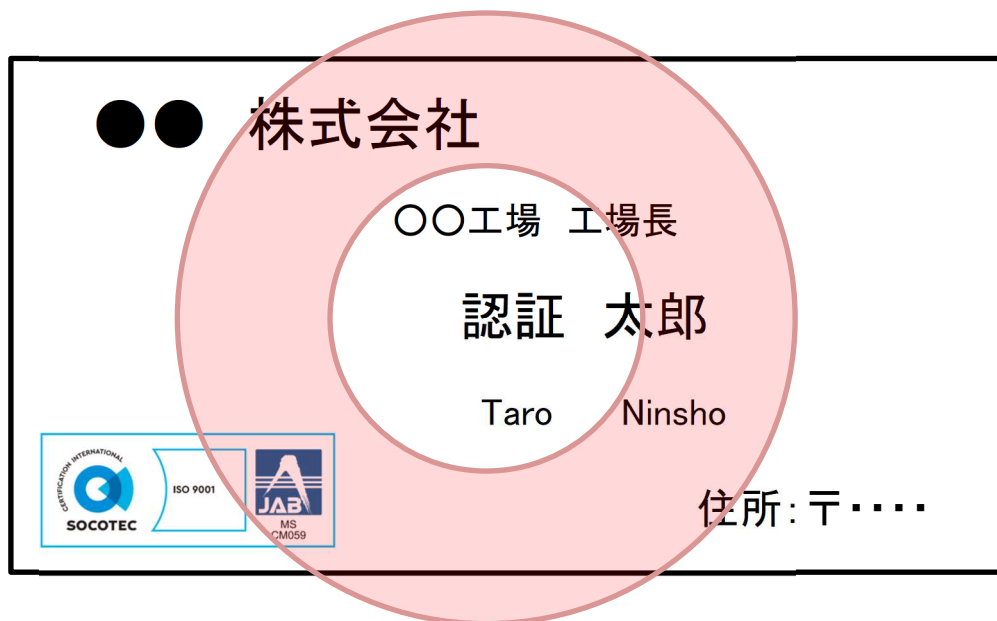 ●● 株式会社
〇〇工場 工場長
認証 太郎
Taro Ninsho
CERTIFICATION INTERNATIONAL
SOCOTEC
ISO 9001
JAB
MS
CM059
住所:〒････